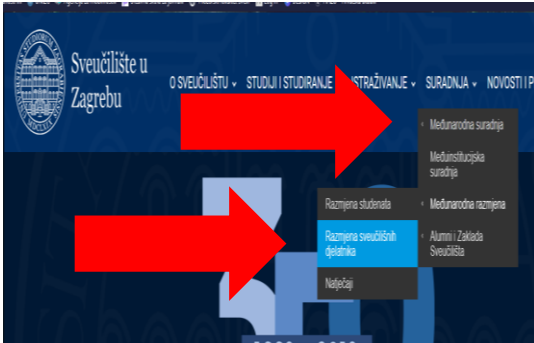 Sveučilište u
Zagrebu
O SVEUČILIŠTU
STUDIJI I STUDIRANJE
ISTRAŽIVANJE
SURADNJA
NOVOSTI I P
Međunarodna suradnja
Međuinstitucijska
suradnja
Međunarodna razmjena
Alumni i Zaklada
Sveučilišta
Razmjena studenata
Razmjena sveučilišnih
djelatnika
Natječaji